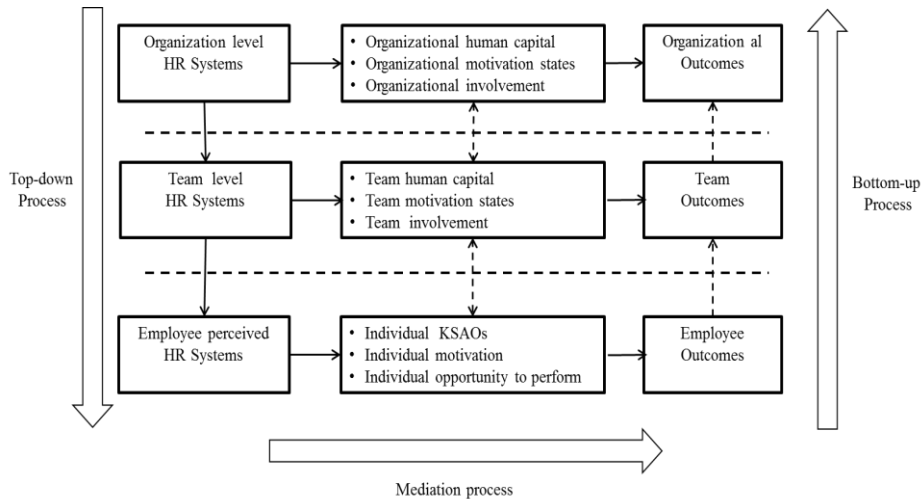 Organization level
HR Systems
• Organizational human capital
• Organizational motivation states
• Organizational involvement
Organization al
Outcomes
Top-down
Process
Team level
HR Systems
• Team human capital
• Team motivation states
• Team involvement
Team
Outcomes
Bottom-up
Process
Employee perceived
HR Systems
• Individual KSAOs
• Individual motivation
• Individual opportunity to perform
Employee
Outcomes
Mediation process